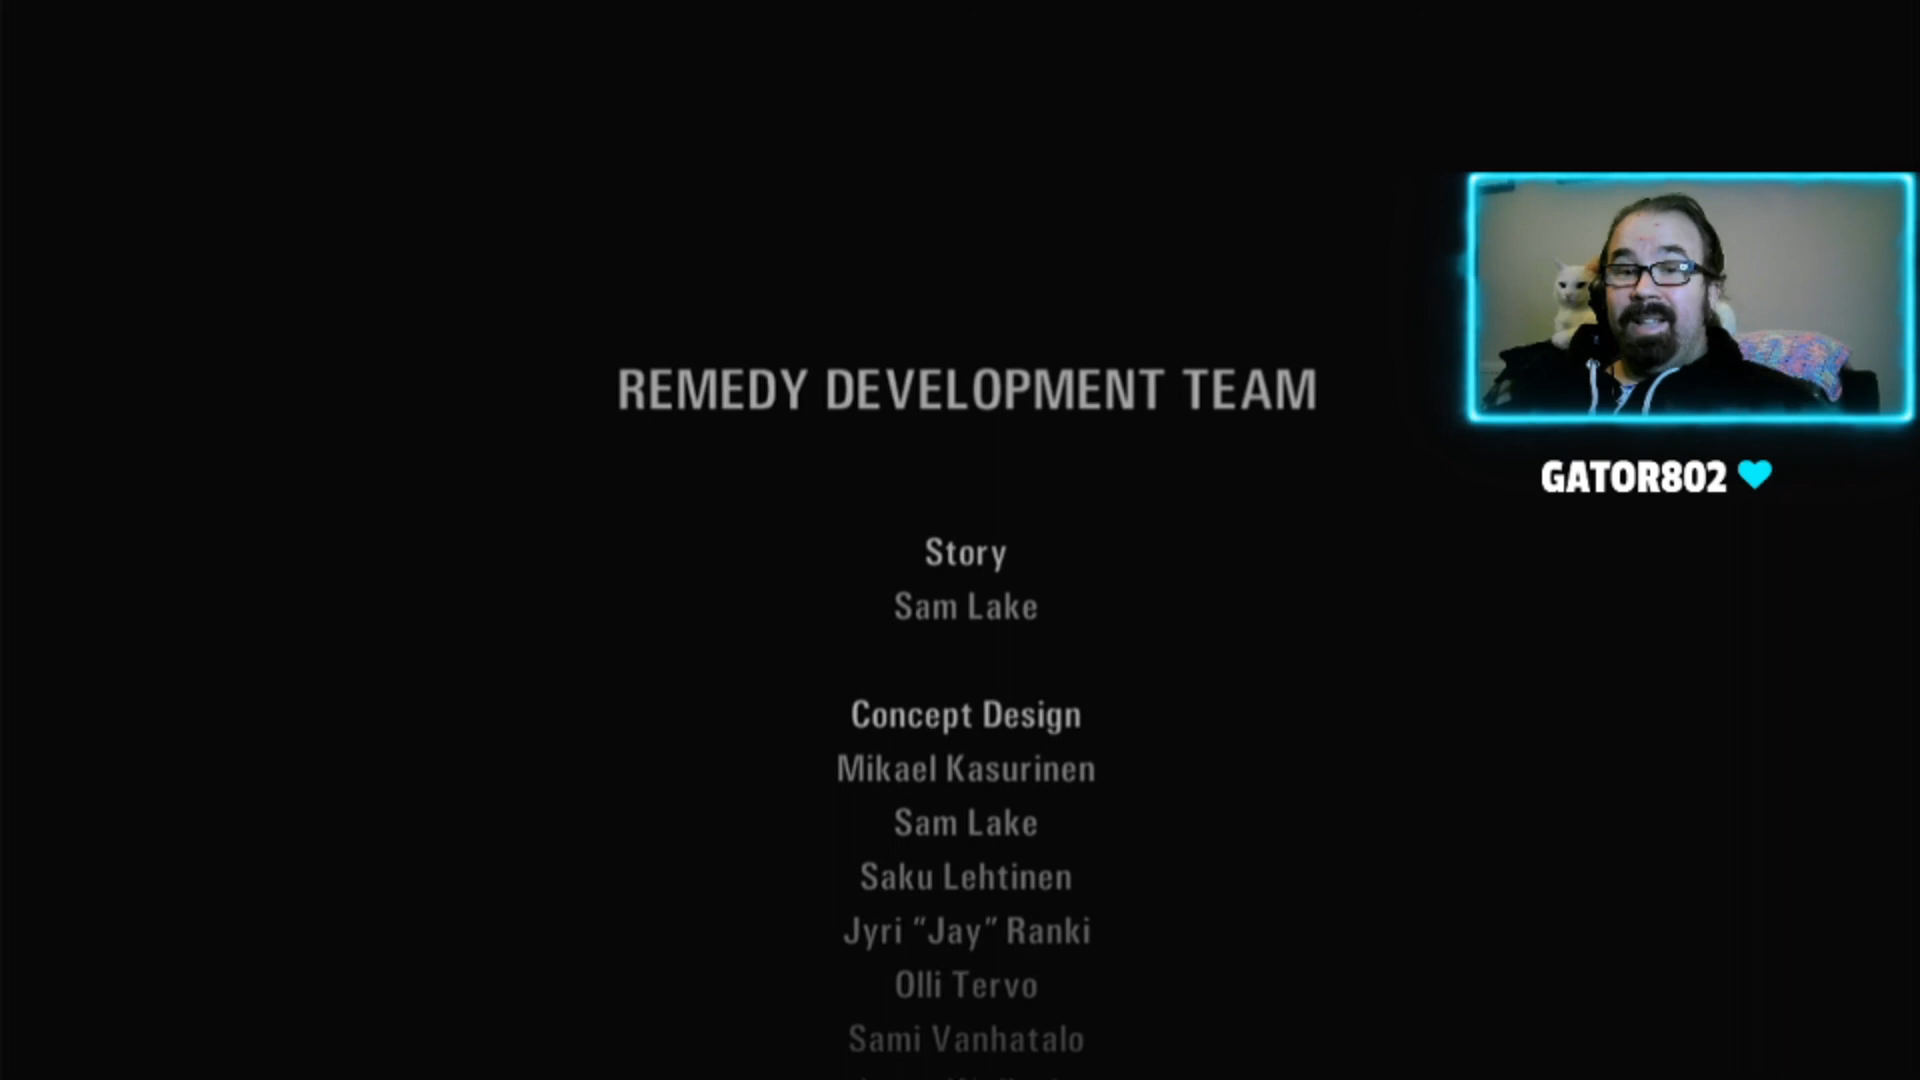 REMEDY DEVELOPMENT TEAM
GATOR802
Story
Sam Lake
Concept Design
Mikael Kasurinen
Sam Lake
Saku Lehtinen
Jyri “Jay” Ranki
Olli Tervo
Sami Vanhatalo